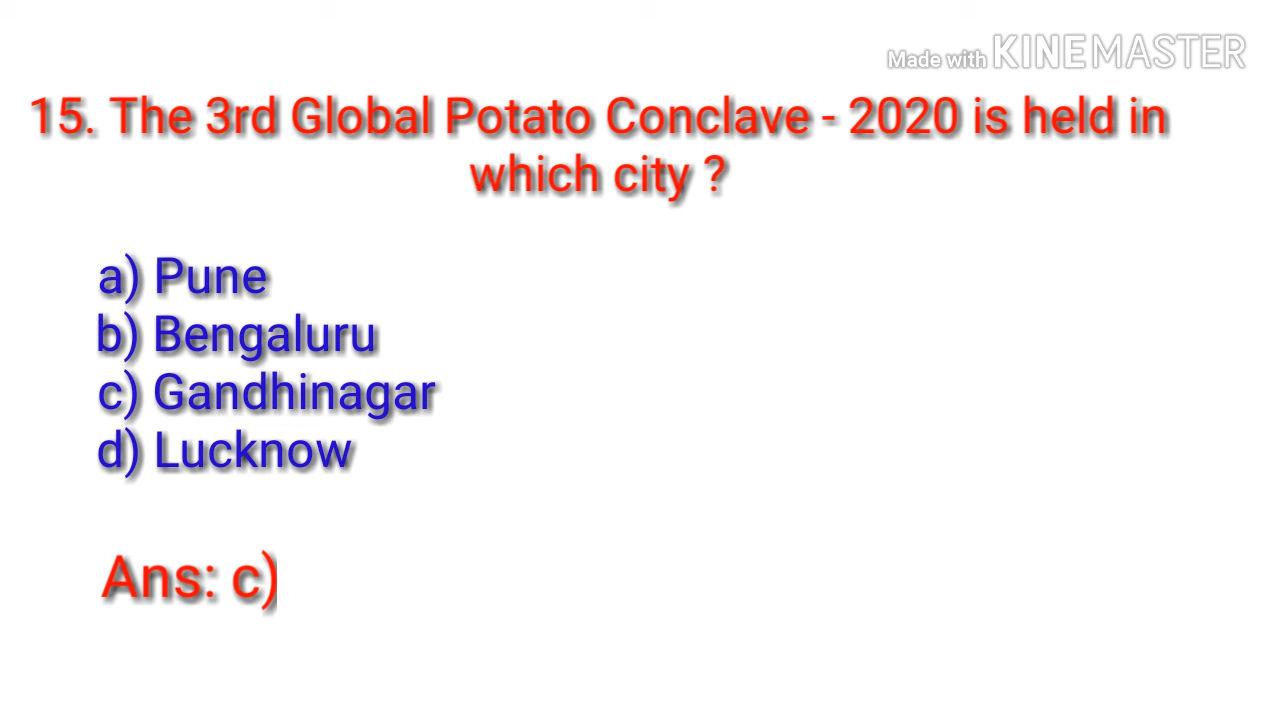 Made with KINEMASTER
15. The 3rd Global Potato Conclave - 2020 is held in
which city ?
a) Pune
b) Bengaluru
c) Gandhinagar
d) Lucknow
Ans: c)